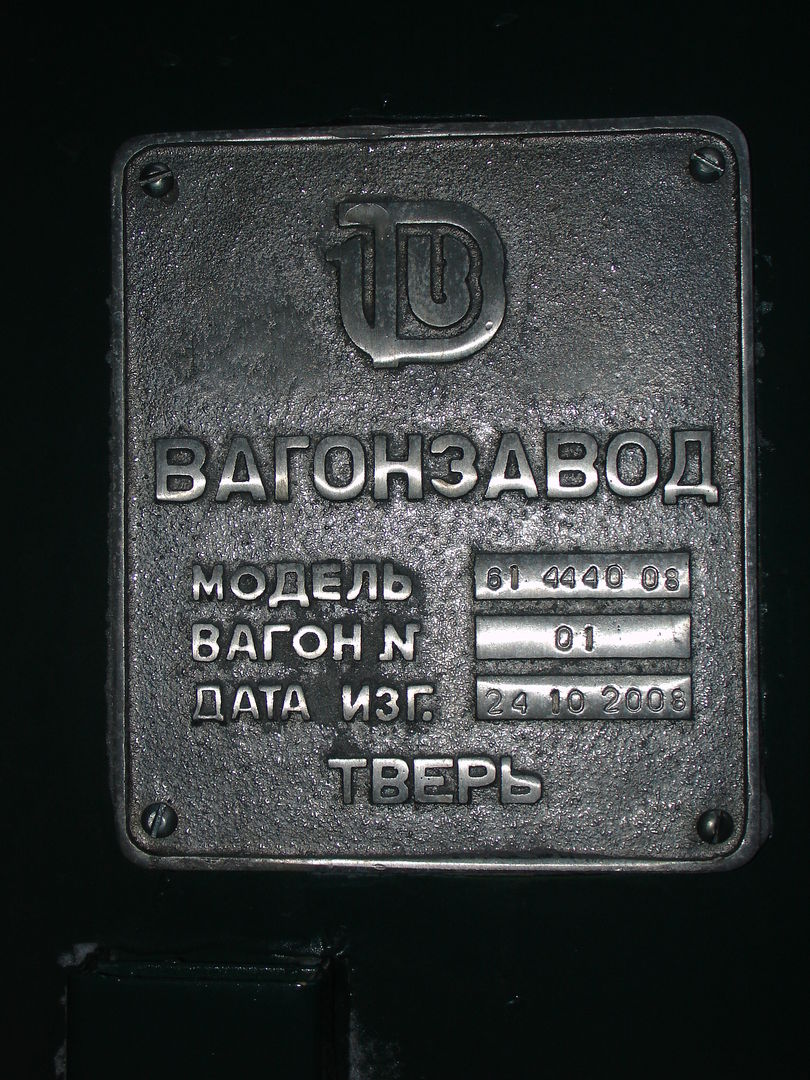 ВАГОНЗАВОД
МОДЕЛЬ 61 4440 08
ВАГОН N 01
ДАТА ИЗГ. 24 10 2008
ТВЕРЬ